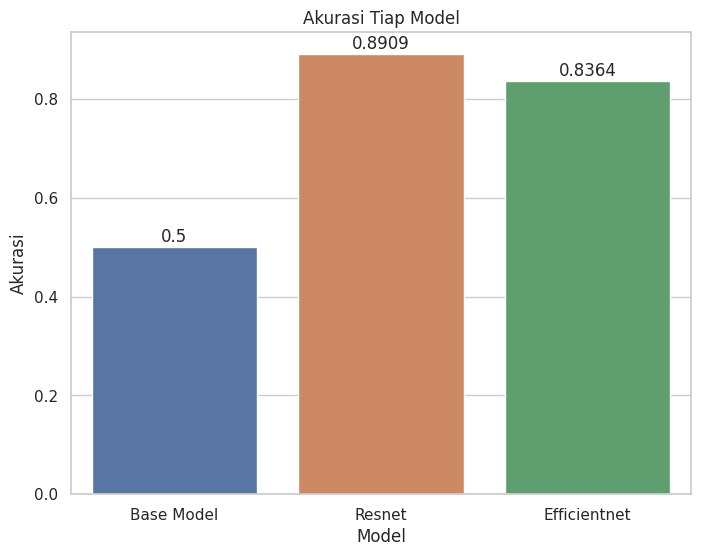 Akurasi Tiap Model
0.8909
0.8364
0.5
0.8
0.6
0.4
0.2
0.0
Akurasi
Base Model
Resnet
Efficientnet
Model